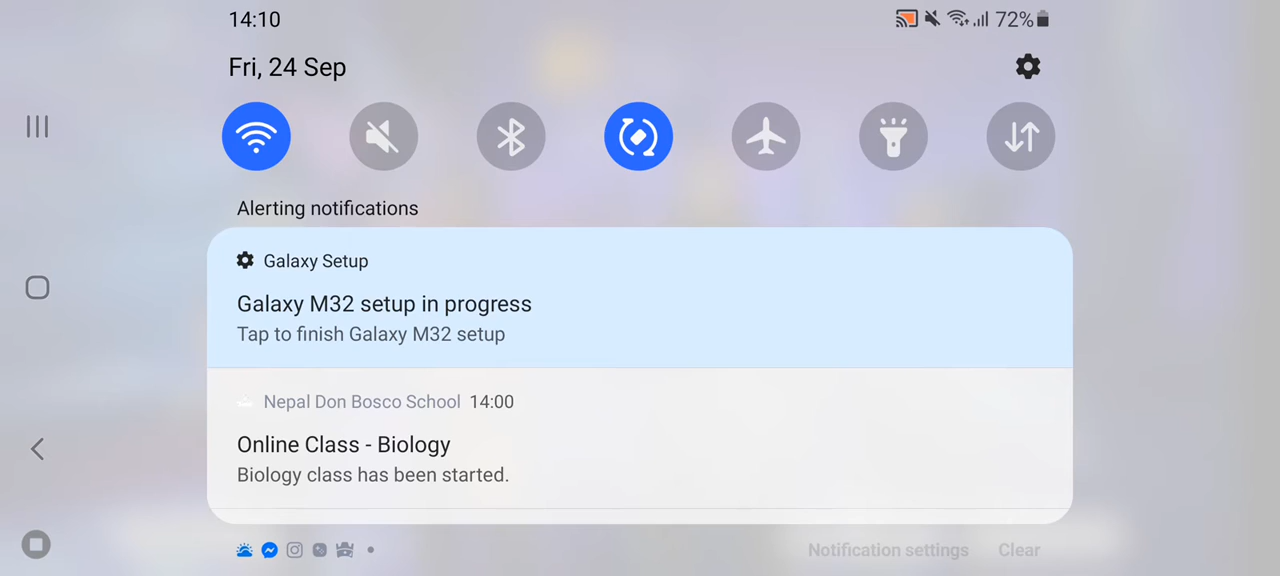 14:10
72%
Fri, 24 Sep
Alerting notifications
Galaxy Setup
Galaxy M32 setup in progress
Tap to finish Galaxy M32 setup
Nepal Don Bosco School 14:00
Online Class - Biology
Biology class has been started.
Notification settings Clear